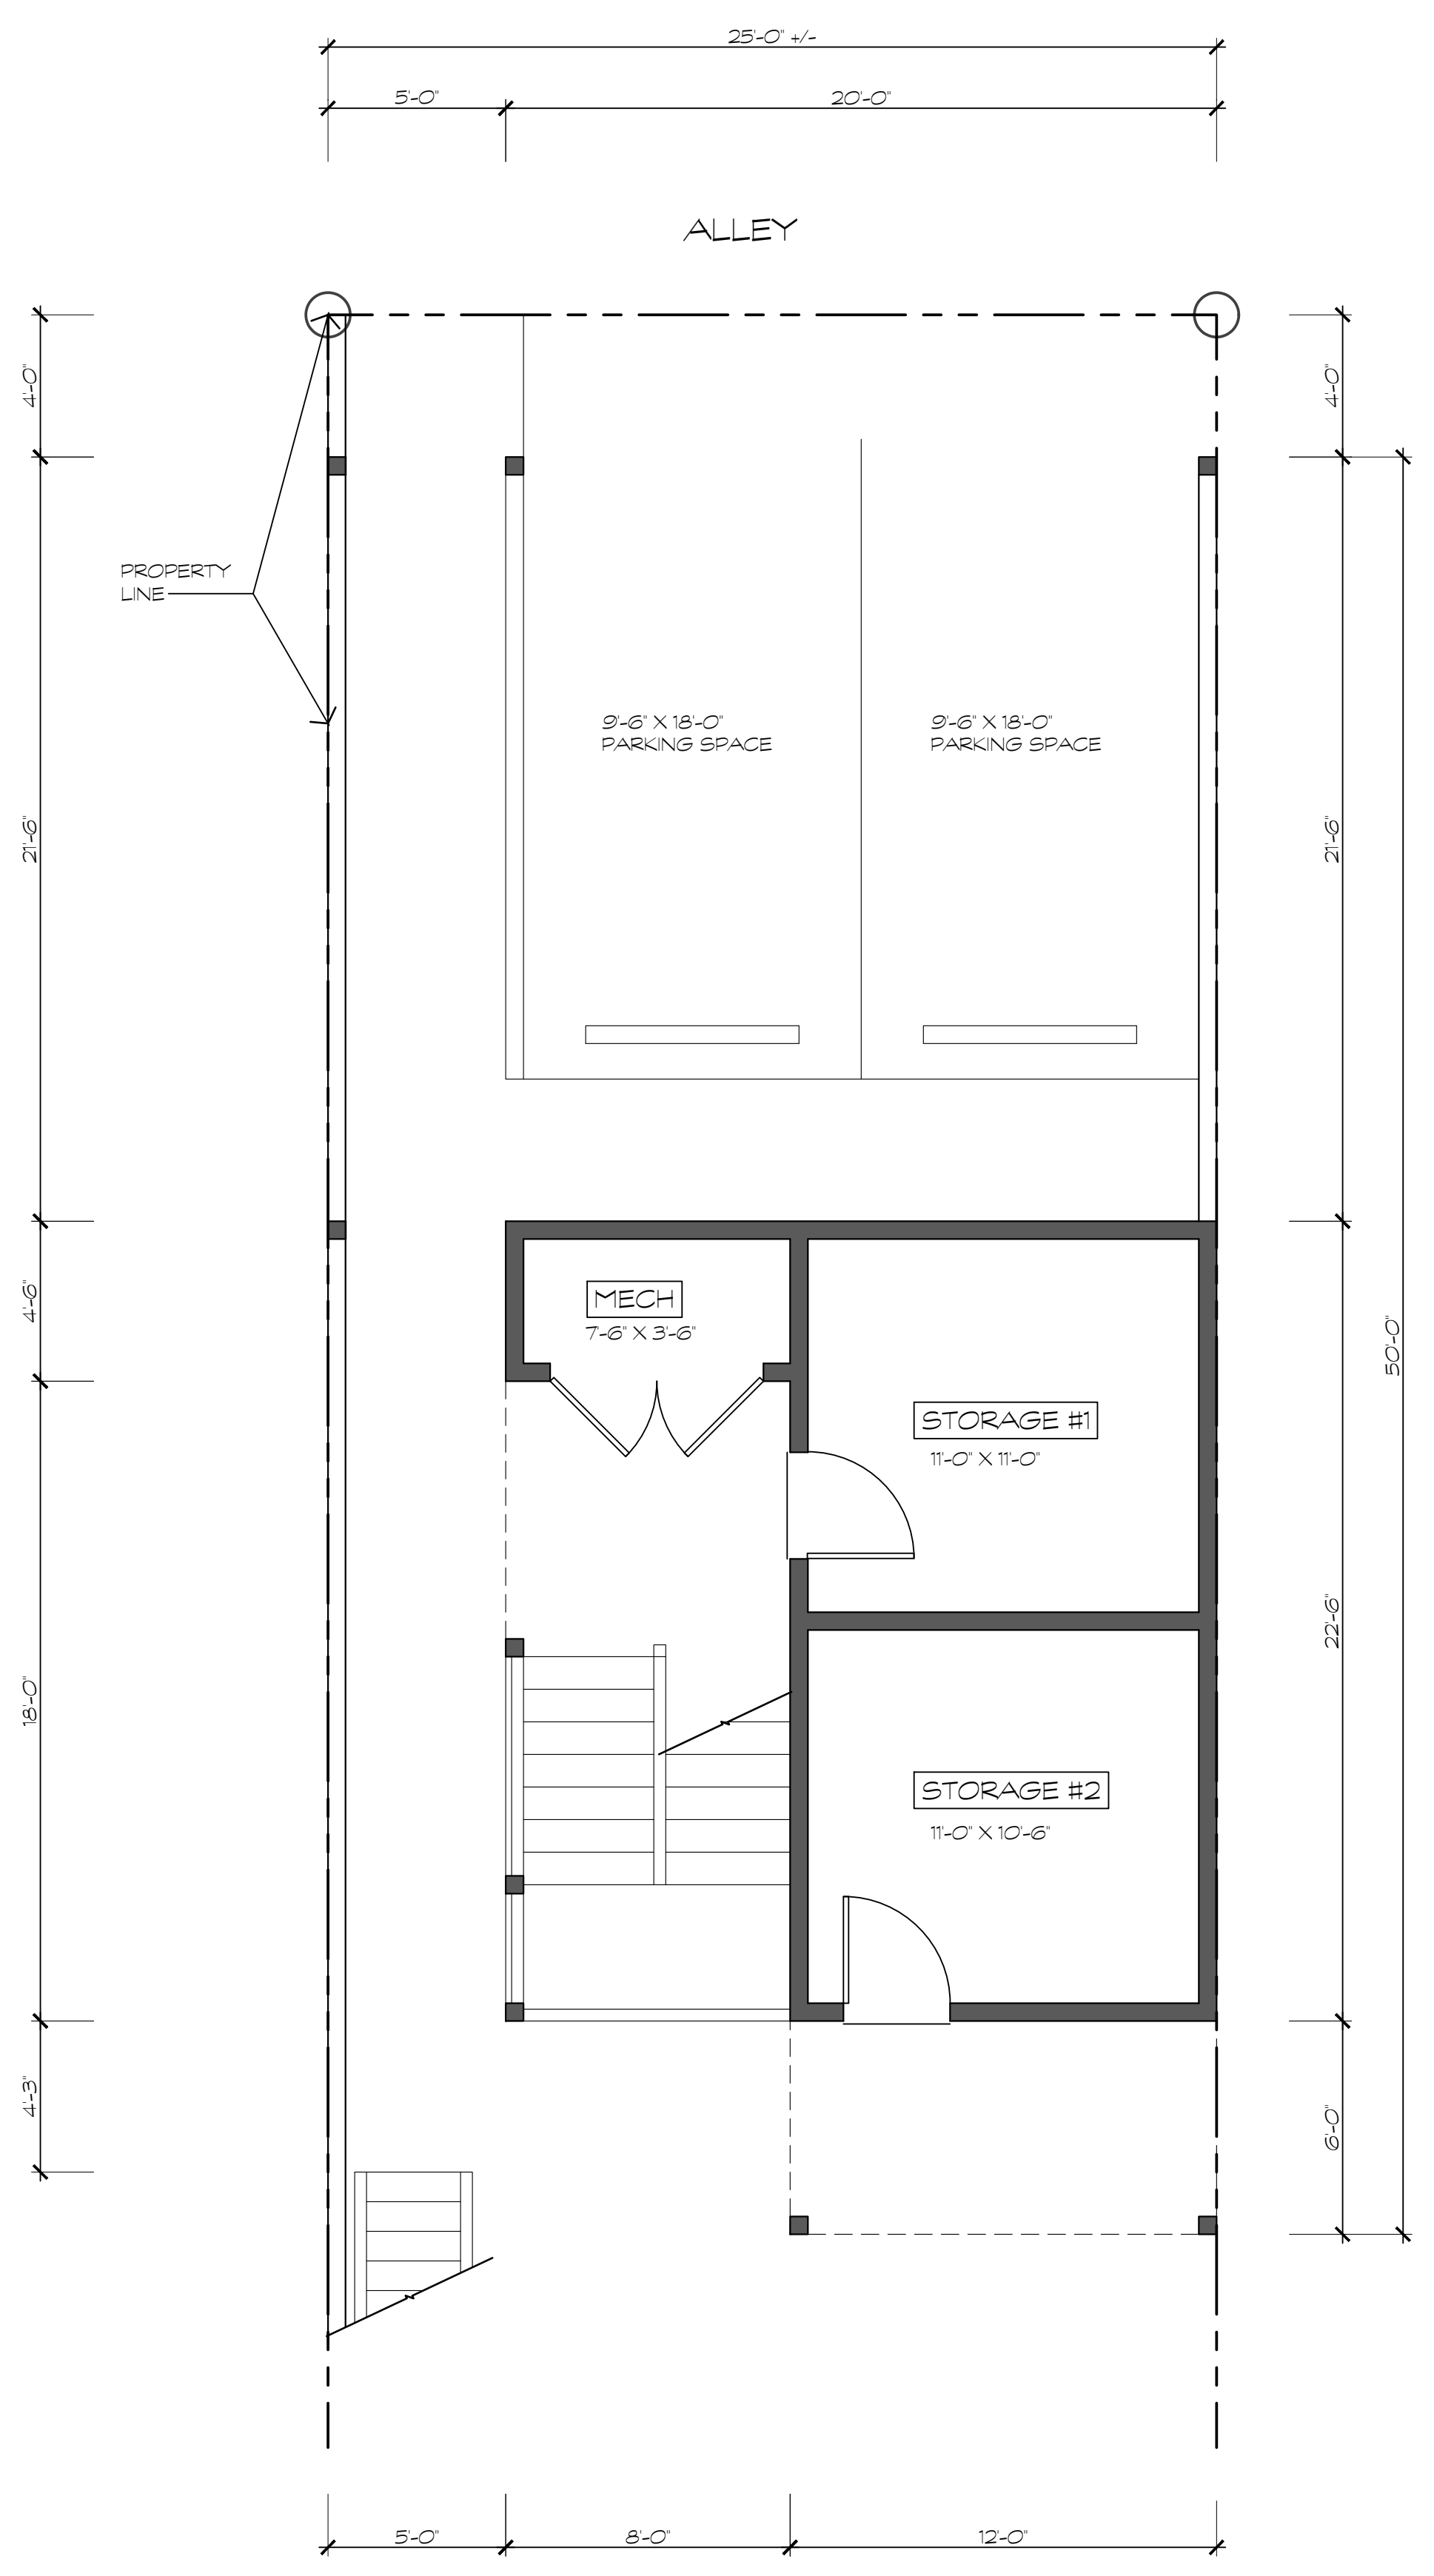 25'-0" +/-
5'-0"
20'-0"
ALLEY
4'-0"
4'-0"
PROPERTY
LINE
9'-6" X 18'-0"
PARKING SPACE
9'-6" X 18'-0"
PARKING SPACE
21'-6"
21'-6"
MECH
7'-6" X 3'-6"
4'-6"
50'-0"
STORAGE #1
11'-0" X 11'-0"
22'-6"
18'-0"
STORAGE #2
11'-0" X 10'-6"
4'-3"
6'-0"
5'-0"
8'-0"
12'-0"